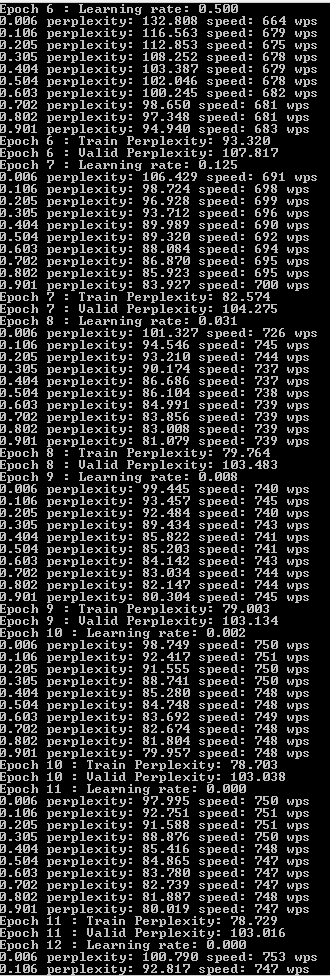 Epoch 6 : Learning rate: 0.500
0.006 perplexity: 132.808 speed: 664 wps
0.106 perplexity: 116.563 speed: 679 wps
0.205 perplexity: 112.853 speed: 675 wps
0.305 perplexity: 108.252 speed: 678 wps
0.404 perplexity: 103.387 speed: 679 wps
0.504 perplexity: 102.046 speed: 678 wps
0.603 perplexity: 100.245 speed: 682 wps
0.702 perplexity: 98.650 speed: 681 wps
0.802 perplexity: 97.348 speed: 681 wps
0.901 perplexity: 94.940 speed: 683 wps
Epoch 6 : Train Perplexity: 93.320
Epoch 6 : Valid Perplexity: 107.817
Epoch 7 : Learning rate: 0.125
0.006 perplexity: 106.429 speed: 691 wps
0.106 perplexity: 98.724 speed: 698 wps
0.205 perplexity: 96.928 speed: 699 wps
0.305 perplexity: 93.712 speed: 696 wps
0.404 perplexity: 89.989 speed: 690 wps
0.504 perplexity: 89.320 speed: 692 wps
0.603 perplexity: 88.084 speed: 694 wps
0.702 perplexity: 86.870 speed: 695 wps
0.802 perplexity: 85.923 speed: 695 wps
0.901 perplexity: 83.927 speed: 700 wps
Epoch 7 : Train Perplexity: 82.574
Epoch 7 : Valid Perplexity: 104.275
Epoch 8 : Learning rate: 0.031
0.006 perplexity: 101.327 speed: 726 wps
0.106 perplexity: 94.546 speed: 745 wps
0.205 perplexity: 93.210 speed: 744 wps
0.305 perplexity: 90.174 speed: 737 wps
0.404 perplexity: 86.686 speed: 737 wps
0.504 perplexity: 86.104 speed: 738 wps
0.603 perplexity: 84.991 speed: 739 wps
0.702 perplexity: 83.856 speed: 739 wps
0.802 perplexity: 83.008 speed: 739 wps
0.901 perplexity: 81.079 speed: 739 wps
Epoch 8 : Train Perplexity: 79.764
Epoch 8 : Valid Perplexity: 103.483
Epoch 9 : Learning rate: 0.008
0.006 perplexity: 99.445 speed: 740 wps
0.106 perplexity: 93.457 speed: 745 wps
0.205 perplexity: 92.484 speed: 740 wps
0.305 perplexity: 89.434 speed: 743 wps
0.404 perplexity: 85.822 speed: 741 wps
0.504 perplexity: 85.203 speed: 741 wps
0.603 perplexity: 84.142 speed: 743 wps
0.702 perplexity: 83.034 speed: 744 wps
0.802 perplexity: 82.147 speed: 744 wps
0.901 perplexity: 80.304 speed: 745 wps
Epoch 9 : Train Perplexity: 79.003
Epoch 9 : Valid Perplexity: 103.134
Epoch 10 : Learning rate: 0.002
0.006 perplexity: 98.749 speed: 750 wps
0.106 perplexity: 92.417 speed: 751 wps
0.205 perplexity: 91.555 speed: 750 wps
0.305 perplexity: 88.741 speed: 750 wps
0.404 perplexity: 85.280 speed: 748 wps
0.504 perplexity: 84.748 speed: 748 wps
0.603 perplexity: 83.692 speed: 749 wps
0.702 perplexity: 82.674 speed: 748 wps
0.802 perplexity: 81.804 speed: 748 wps
0.901 perplexity: 79.957 speed: 748 wps
Epoch 10 : Train Perplexity: 78.703
Epoch 10 : Valid Perplexity: 103.038
Epoch 11 : Learning rate: 0.000
0.006 perplexity: 97.995 speed: 750 wps
0.106 perplexity: 92.751 speed: 751 wps
0.205 perplexity: 91.588 speed: 751 wps
0.305 perplexity: 88.876 speed: 750 wps
0.404 perplexity: 85.416 speed: 748 wps
0.504 perplexity: 84.865 speed: 747 wps
0.603 perplexity: 83.780 speed: 747 wps
0.702 perplexity: 82.739 speed: 747 wps
0.802 perplexity: 81.887 speed: 748 wps
0.901 perplexity: 80.019 speed: 747 wps
Epoch 11 : Train Perplexity: 78.729
Epoch 11 : Valid Perplexity: 103.016
Epoch 12 : Learning rate: 0.000
0.006 perplexity: 100.790 speed: 753 wps
0.106 perplexity: 92.817 speed: 747 wps